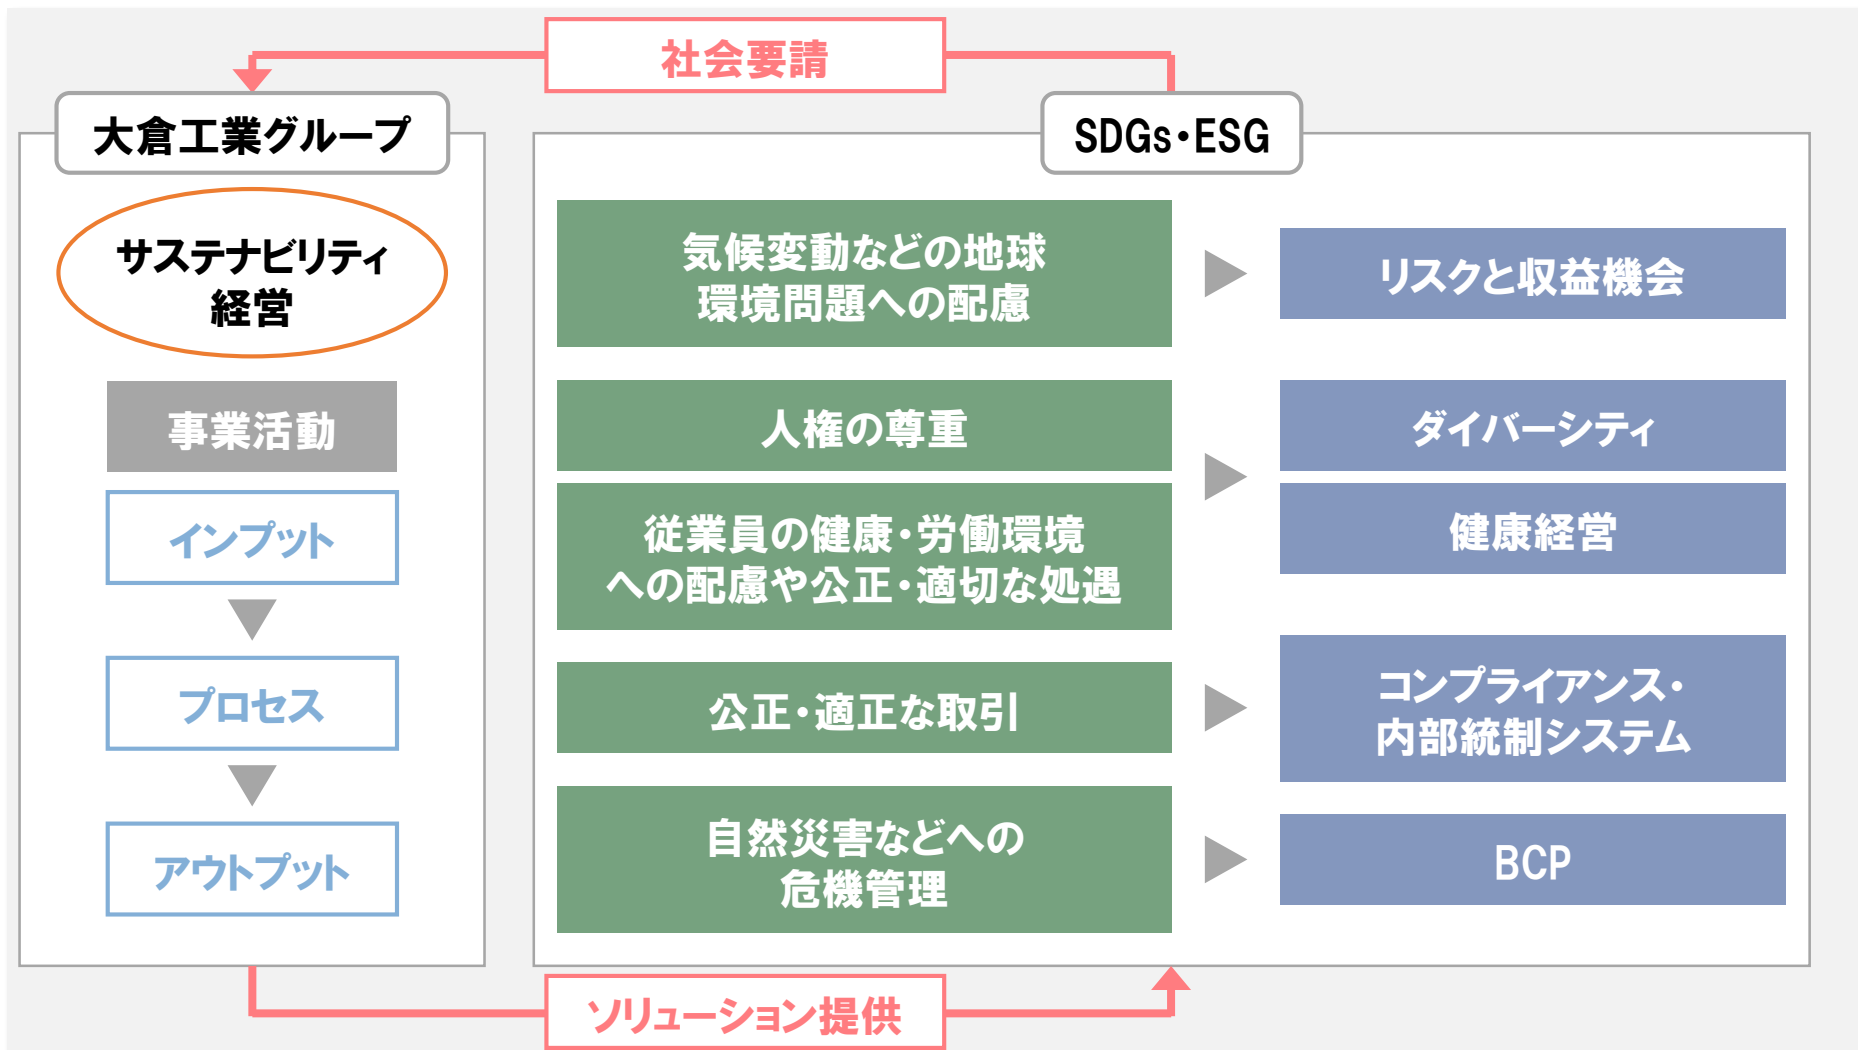 社会要請
大倉工業グループ
サステナビリティ
経営
事業活動
インプット
プロセス
アウトプット
SDGs・ESG
気候変動などの地球
環境問題への配慮
リスクと収益機会
人権の尊重
従業員の健康・労働環境
への配慮や公正・適切な処遇
ダイバーシティ
健康経営
公正・適正な取引
コンプライアンス・
内部統制システム
自然災害などへの
危機管理
BCP
ソリューション提供